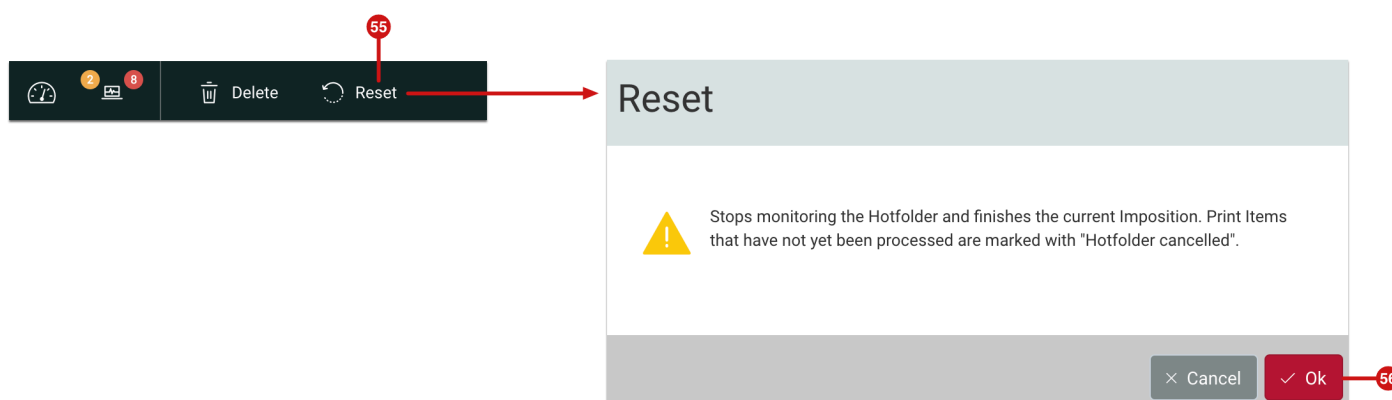 55
2
8
Delete
Reset
Reset
Stops monitoring the Hotfolder and finishes the current Imposition. Print Items
that have not yet been processed are marked with "Hotfolder cancelled".
Cancel
Ok
56